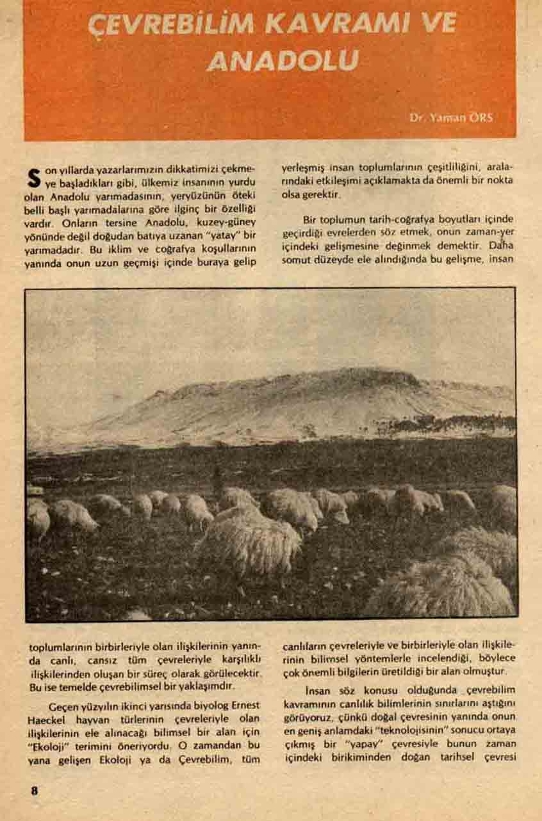 ÇEVREBİLİM KAVRAMI VE
ANADOLU
Dr. Yaman ÖRS
Son yıllarda yazarlarımızın dikkatimizi çekme-
ye başladıkları gibi, ülkemiz insanının yurdu
olan Anadolu yarımadasının, yeryüzünün öteki
belli başlı yarımadalarına göre ilginç bir özelliği
vardır. Onların tersine Anadolu, kuzey-güney
yönünde değil doğudan batıya uzanan "yatay" bir
yarımadadır. Bu iklim ve coğrafya koşullarının
yanında onun uzun geçmişi içinde buraya gelip
yerleşmiş insan toplumlarının çeşitliliğini, arala-
rındaki etkileşimi açıklamakta da önemli bir nokta
olsa gerektir.
Bir toplumun tarih-coğrafya boyutları içinde
geçirdiği evrelerden söz etmek, onun zaman-yer
içindeki gelişmesine değinmek demektir. Daha
somut düzeyde ele alındığında bu gelişme, insan
toplumlarının birbirleriyle olan ilişkilerinin yanın-
da canlı, cansız tüm çevreleriyle karşılıklı
ilişkilerinden oluşan bir süreç olarak görülecektir.
Bu ise temelde çevrebilimsel bir yaklaşımdır.
Geçen yüzyılın ikinci yarısında biyolog Ernest
Haeckel hayvan türlerinin çevreleriyle olan
ilişkilerinin ele alınacağı bilimsel bir alan için
"Ekoloji" terimini öneriyordu. O zamandan bu
yana gelişen Ekoloji ya da Çevrebilim, tüm
canlıların çevreleriyle ve birbirleriyle olan ilişkile-
rinin bilimsel yöntemlerle incelendiği, böylece
çok önemli bilgilerin üretildiği bir alan olmuştur.
İnsan söz konusu olduğunda çevrebilim
kavramının canlılık bilimlerinin sınırlarını aştığını
görüyoruz, çünkü doğal çevresinin yanında onun
en geniş anlamdaki "teknolojisinin" sonucu ortaya
çıkmış bir "yapay" çevresiyle bunun zaman
içindeki birikiminden doğan tarihsel çevresi
8